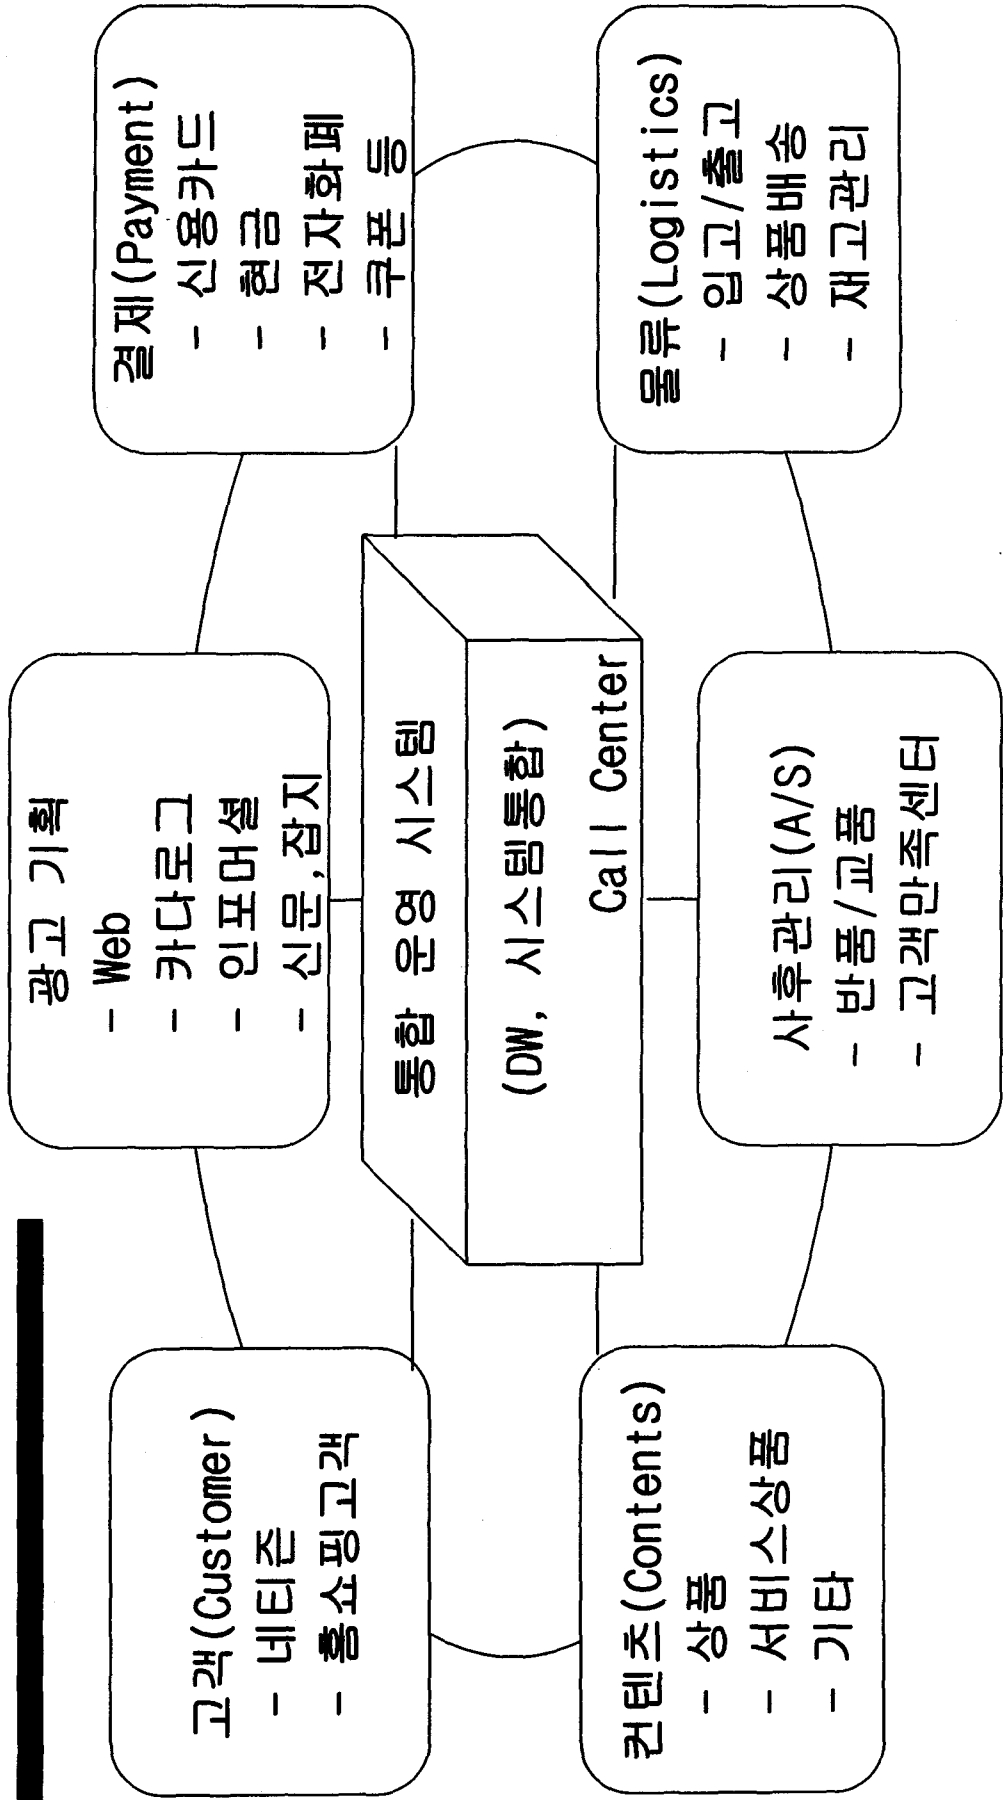 고객(Customer)
- 네티즌
- 홈쇼핑고객
광고 기획
- Web
- 카다로그
- 인포머셜
- 신문,잡지
결제(Payment)
- 신용카드
- 현금
- 전자화폐
- 쿠폰 등
통합 운영 시스템
(DW, 시스템통합)
Call Center
컨텐츠(Contents)
- 상품
- 서비스상품
- 기타
사후관리(A/S)
- 반품/교품
- 고객만족센터
물류(Logistics)
- 입고/출고
- 상품배송
- 재고관리